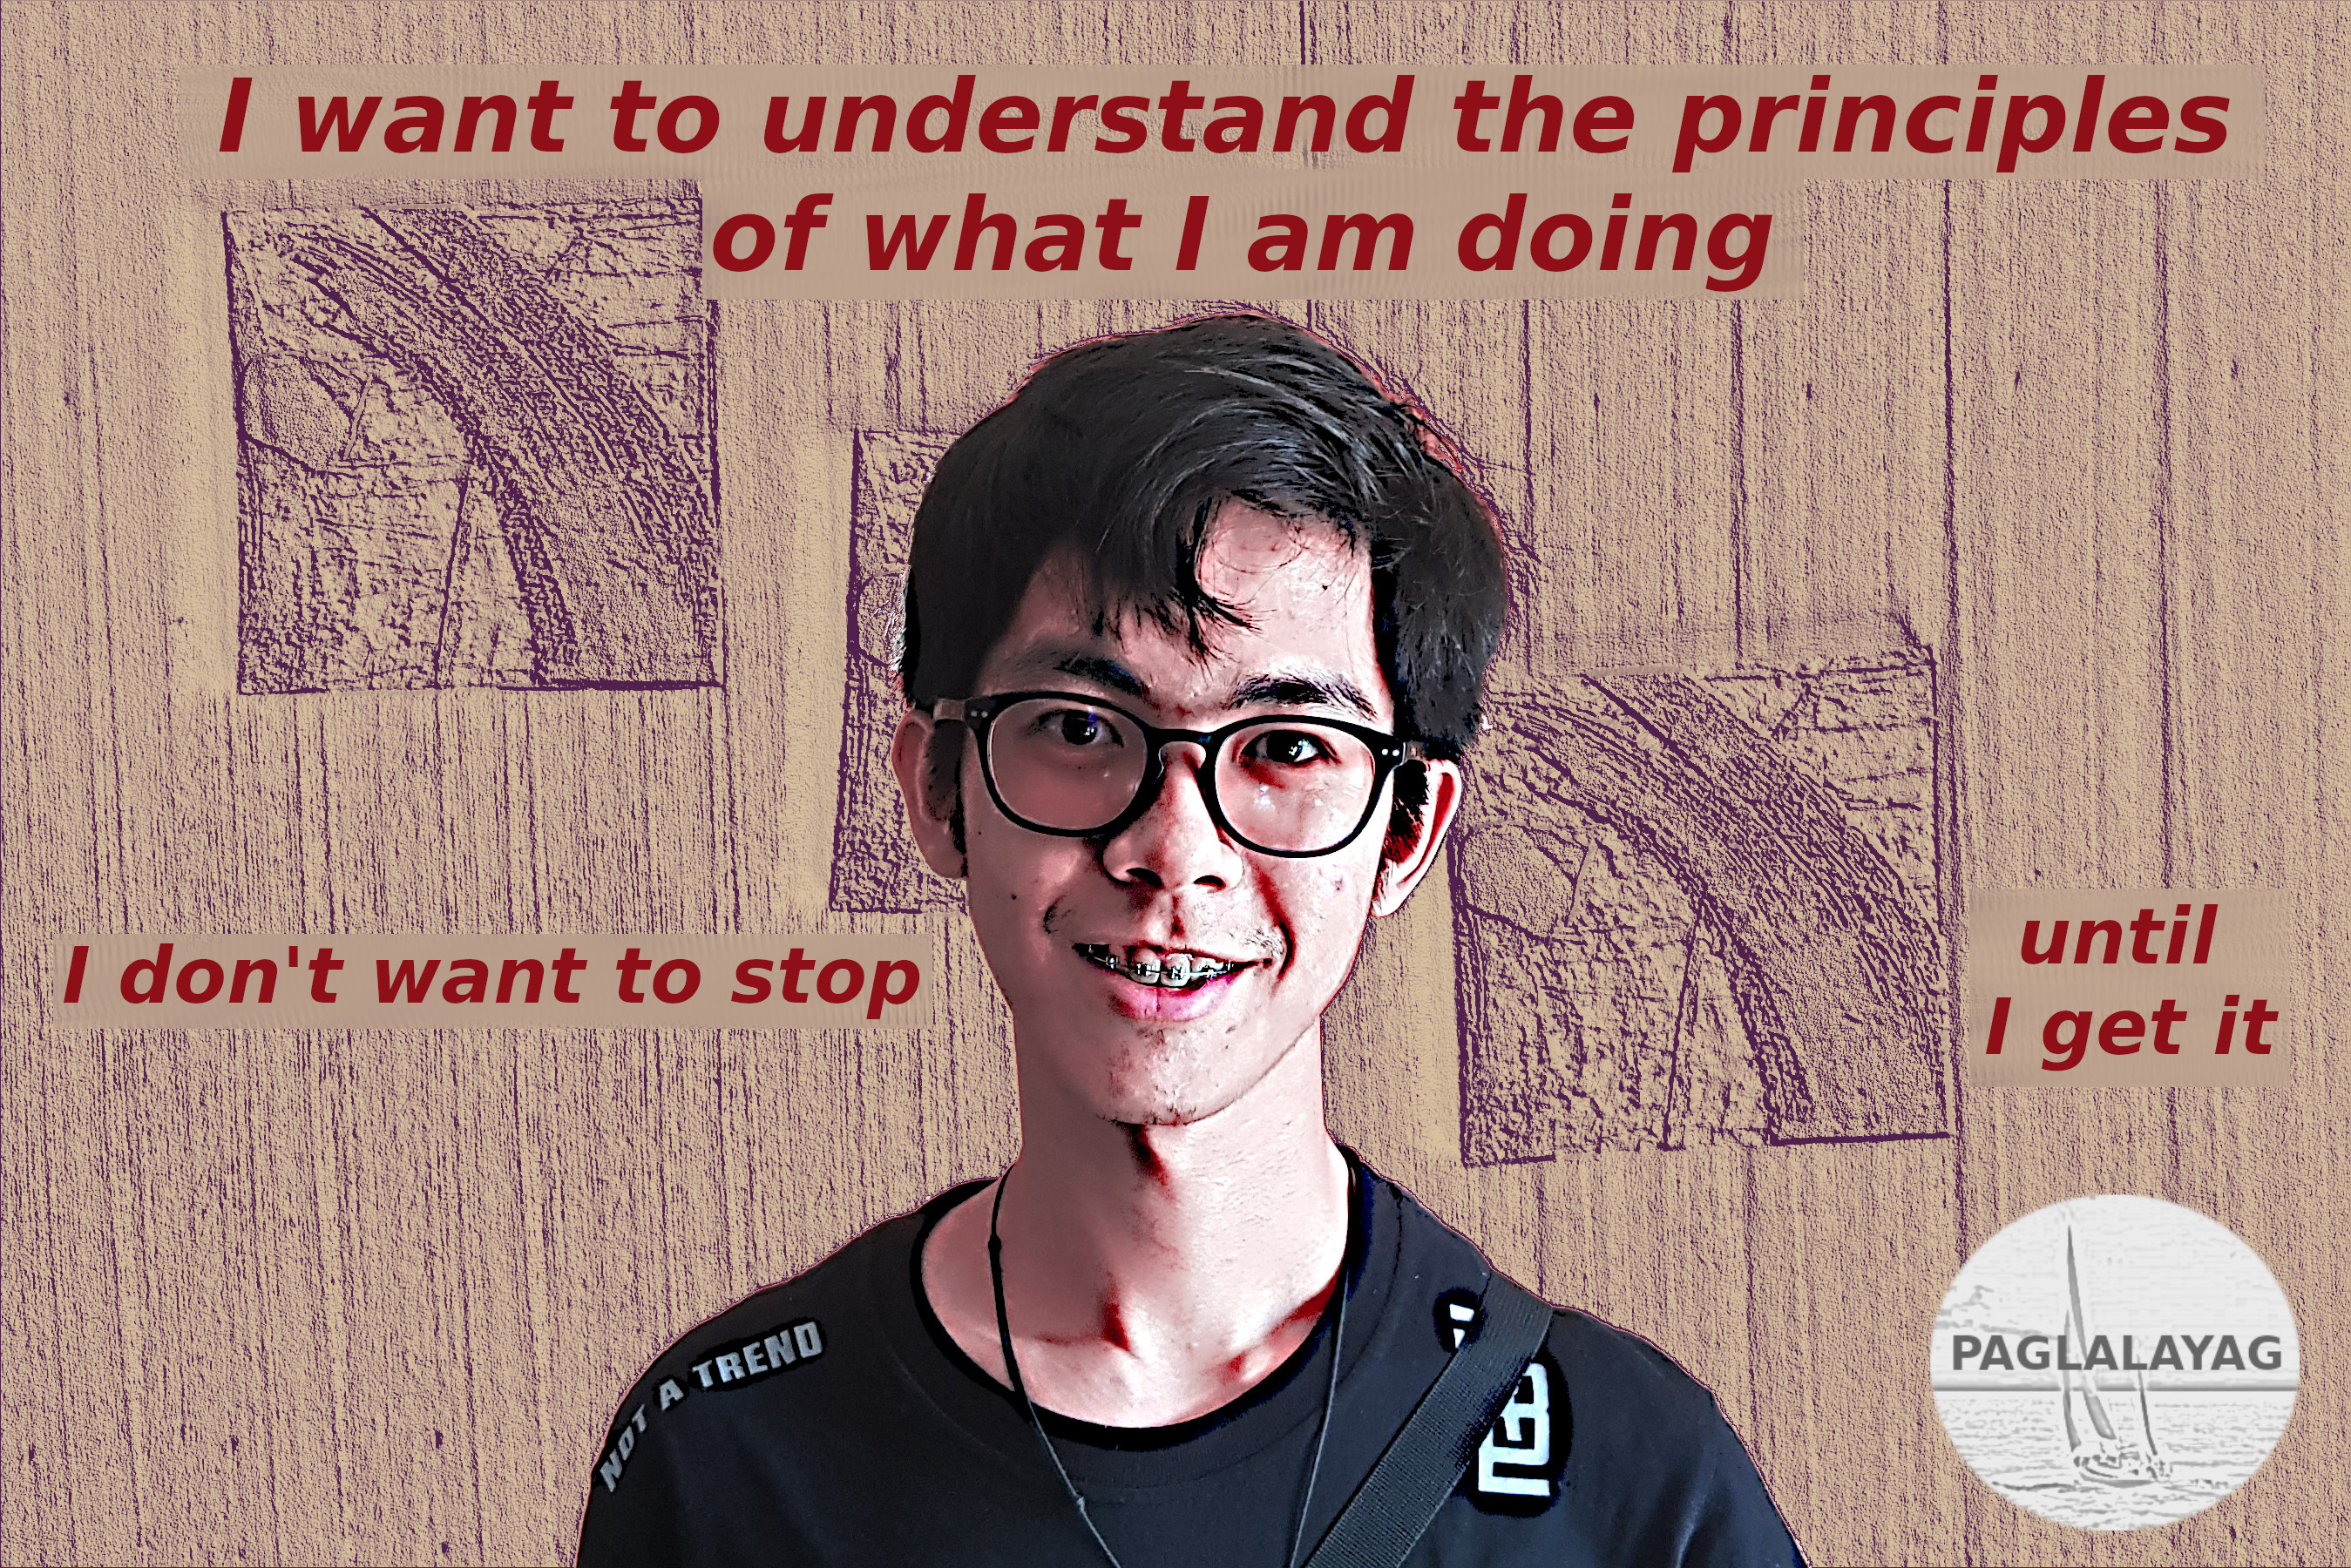 I want to understand the principles
of what I am doing
I don't want to stop
until
I get it
NOT A TREND
PAGLALAYAG